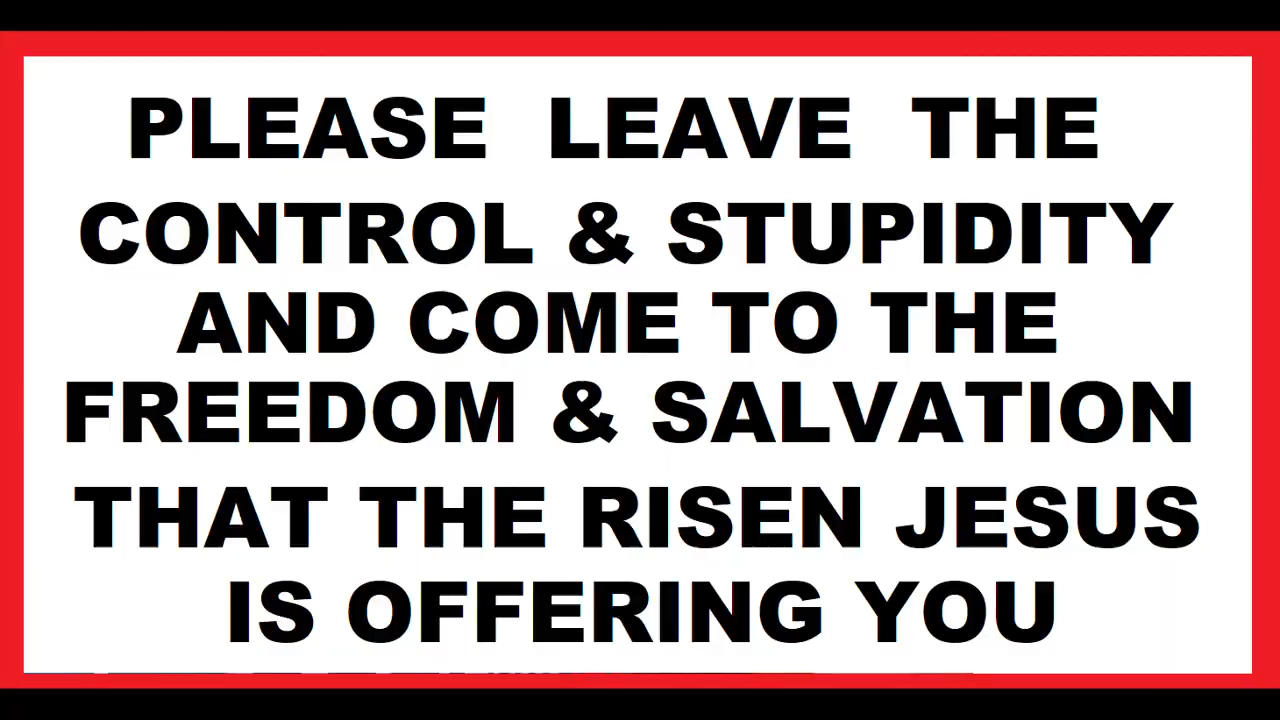 PLEASE LEAVE THE
CONTROL & STUPIDITY
AND COME TO THE
FREEDOM & SALVATION
THAT THE RISEN JESUS
IS OFFERING YOU